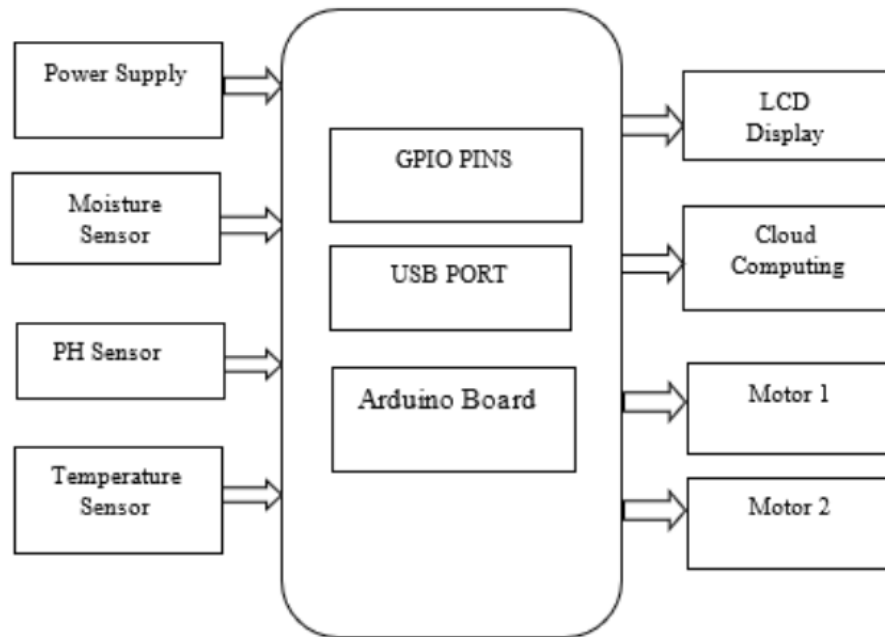 Power Supply
Moisture
Sensor
PH Sensor
Temperature
Sensor
GPIO PINS
USB PORT
Arduino Board
LCD
Display
Cloud
Computing
Motor 1
Motor 2